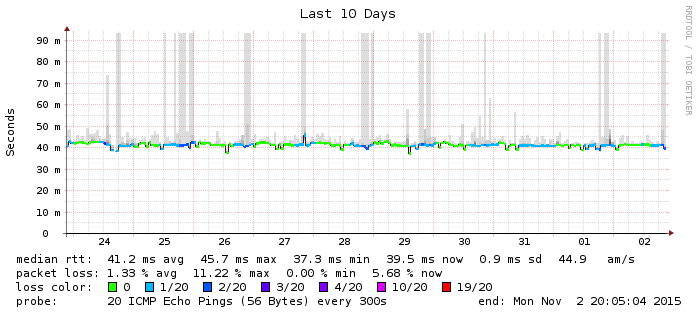 Last 10 Days
RRDTOOL / TOBI OETIKER
Seconds
90 m
80 m
70 m
60 m
50 m
40 m
30 m
20 m
10 m
0
24 25 26 27 28 29 30 31 01 02
median rtt: 41.2 ms avg 45.7 ms max 37.3 ms min 39.5 ms now 0.9 ms sd 44.9 am/s
packet loss: 1.33 % avg 11.22 % max 0.00 % min 5.68 % now
loss color: 0 1/20 2/20 3/20 4/20 10/20 19/20
probe: 20 ICMP Echo Pings (56 Bytes) every 300s end: Mon Nov 2 20:05:04 2015